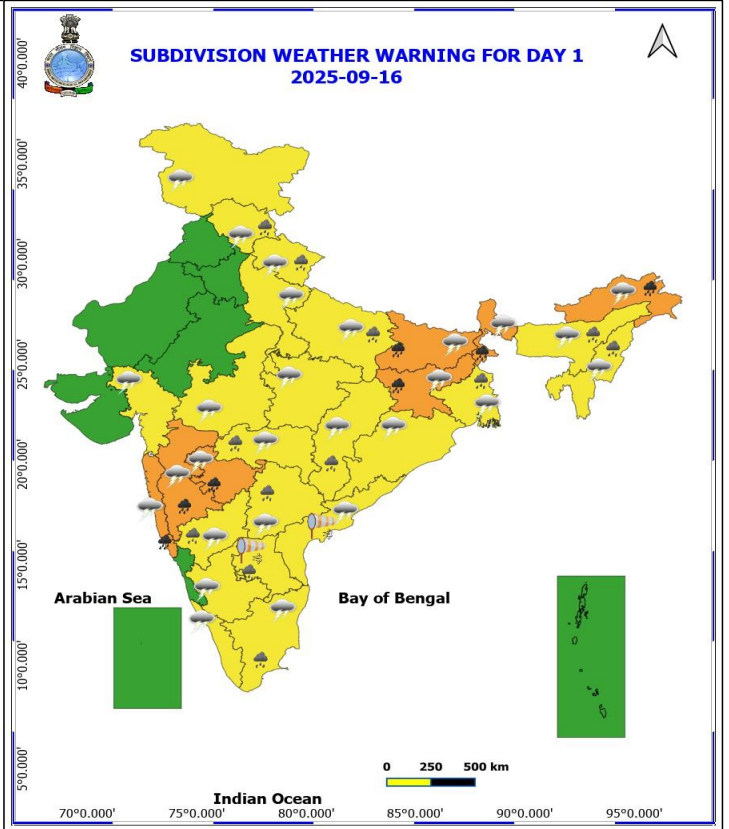 SUBDIVISION WEATHER WARNING FOR DAY 1
2025-09-16
40°0.000'
35°0.000'
30°0.000'
25°0.000'
20°0.000'
15°0.000'
10°0.000'
5°0.000'
Arabian Sea
Bay of Bengal
0 250 500 km
Indian Ocean
70°0.000' 75°0.000' 80°0.000' 85°0.000' 90°0.000' 95°0.000'